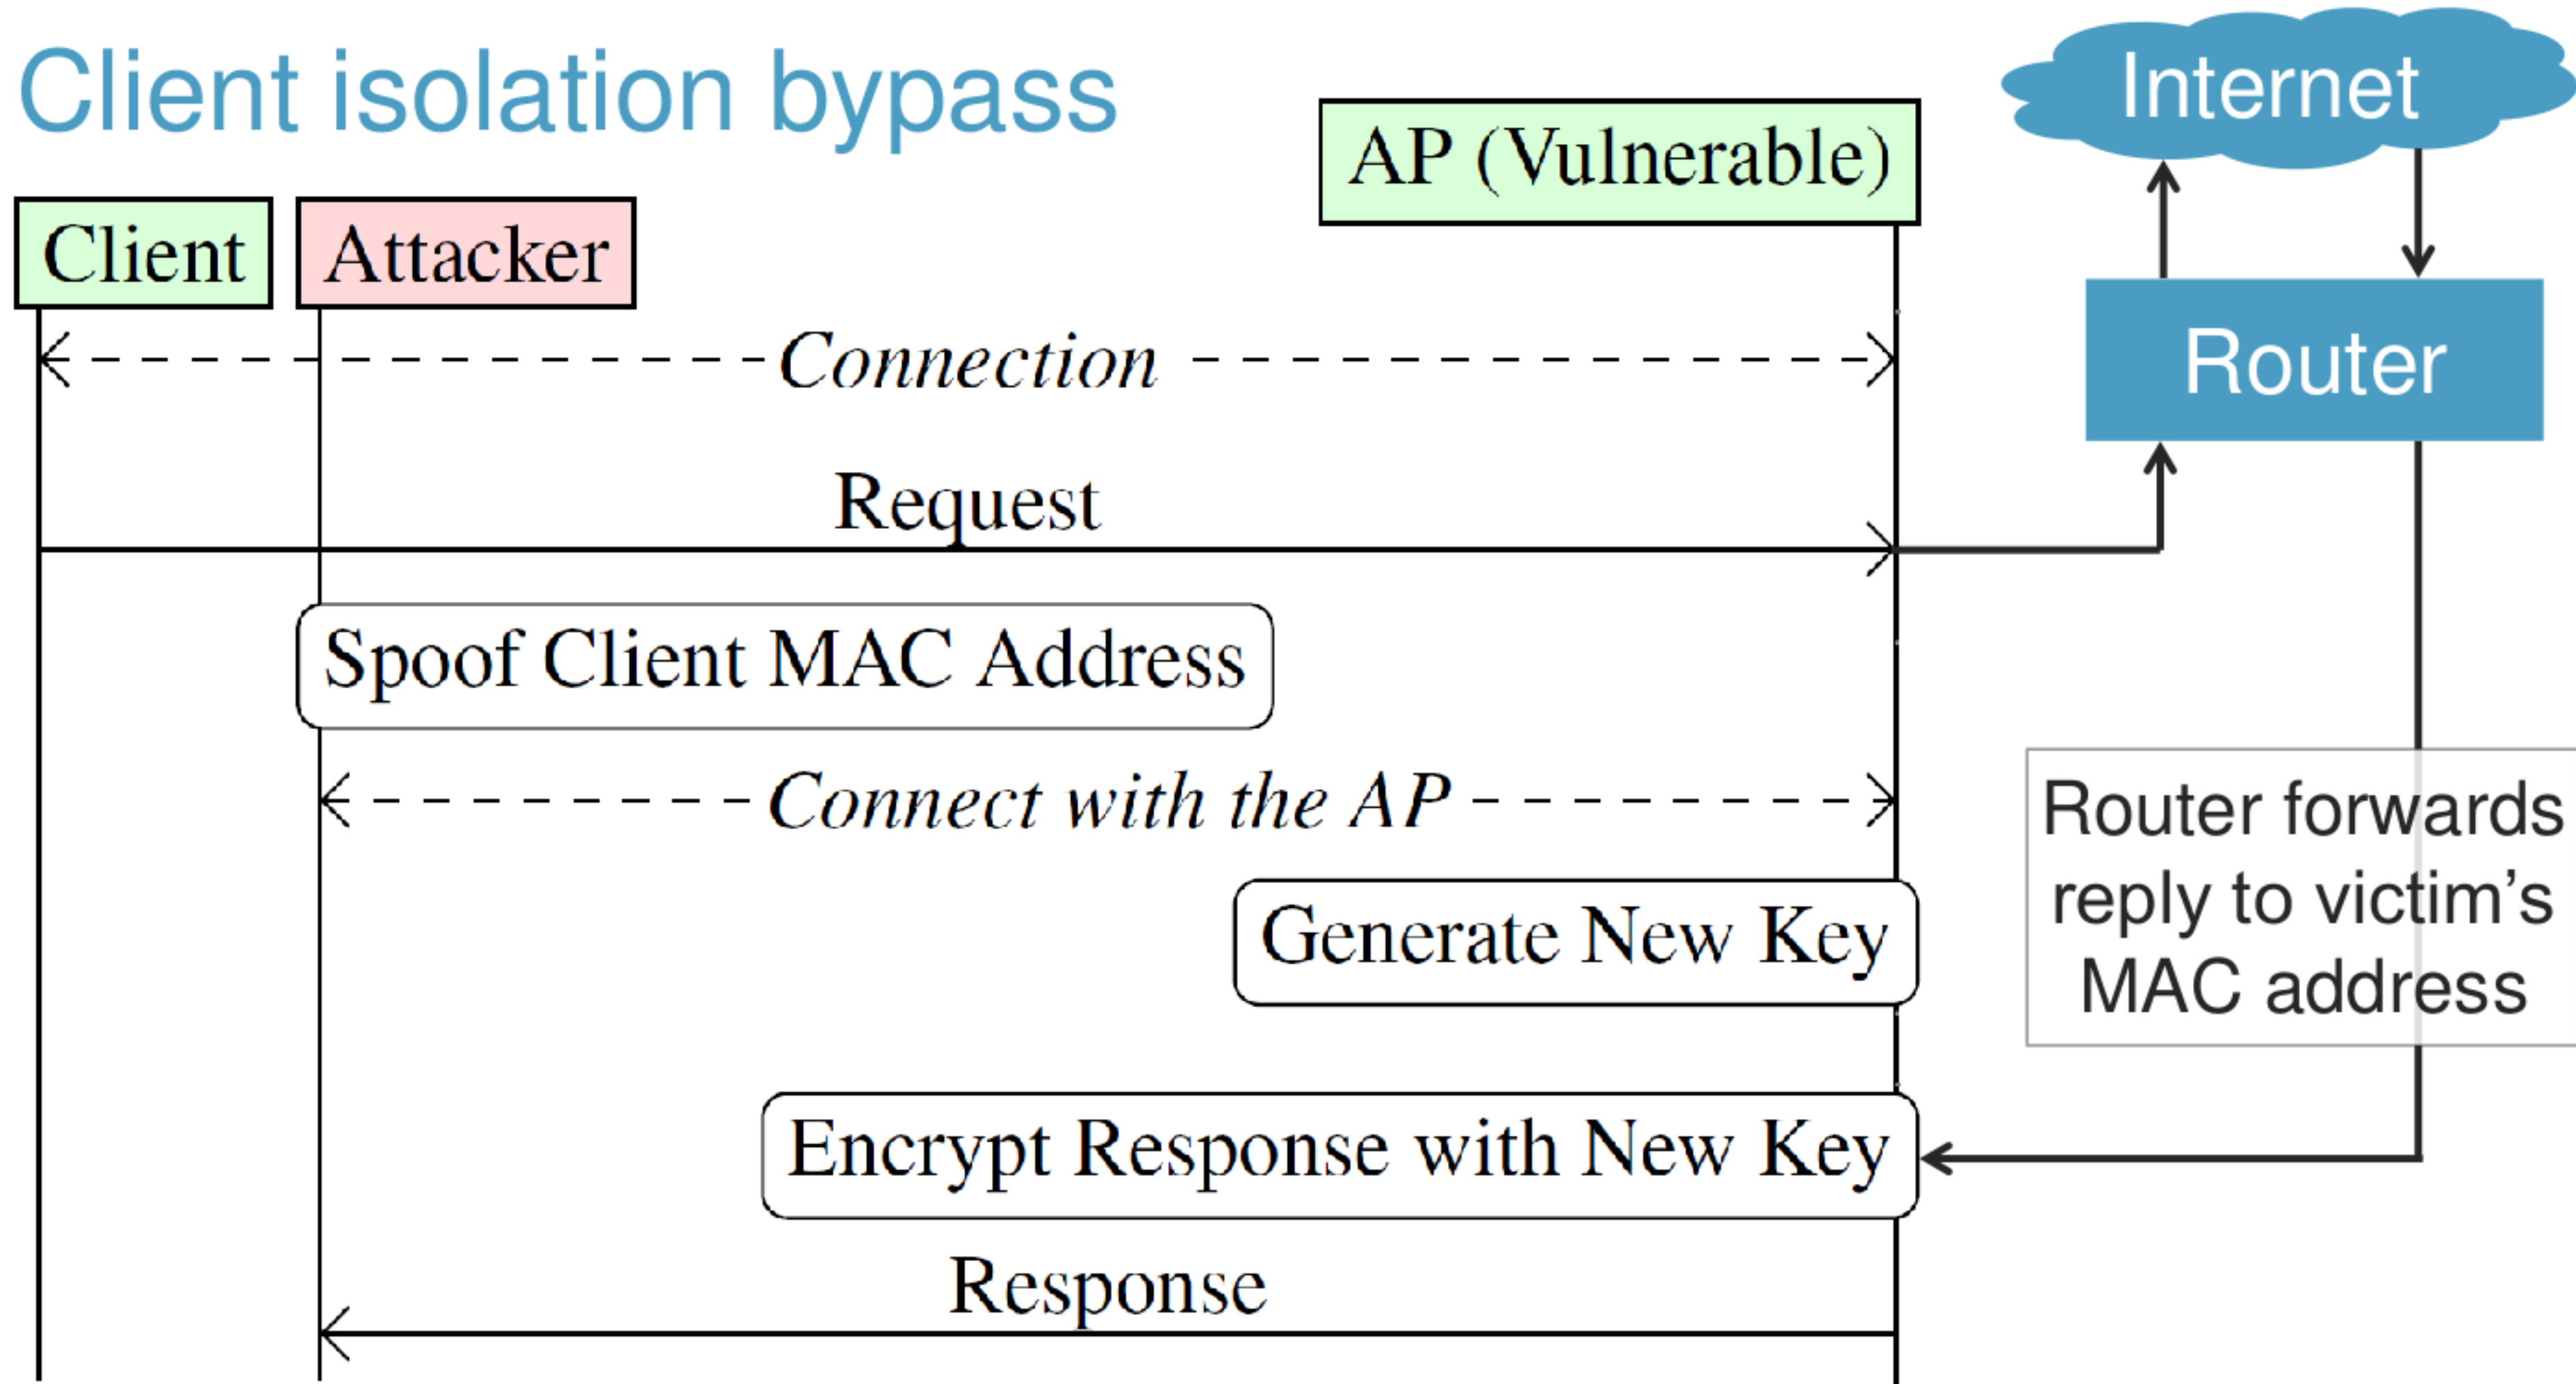 Client isolation bypass
Internet
AP (Vulnerable)
Client
Attacker
Router
Connection
Request
Spoof Client MAC Address
Connect with the AP
Router forwards
reply to victim’s
MAC address
Generate New Key
Encrypt Response with New Key
Response